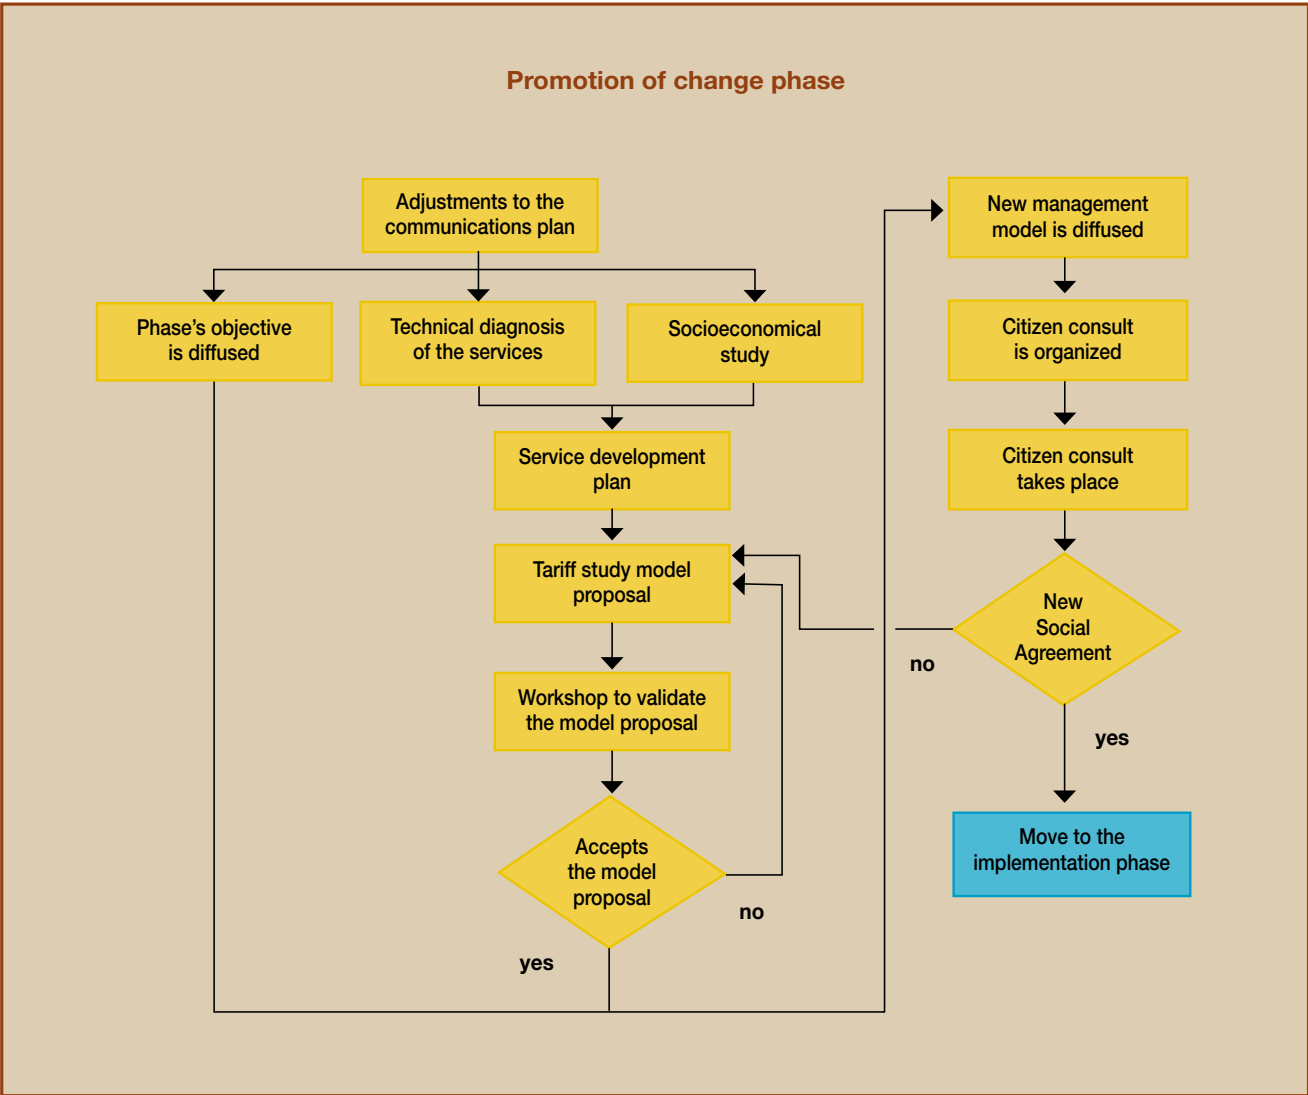 Promotion of change phase
Adjustments to the
communications plan
Phase's objective
is diffused
Technical diagnosis
of the services
Socioeconomical
study
Service development
plan
Tariff study model
proposal
Workshop to validate
the model proposal
Accepts
the model
proposal
no
yes
New management
model is diffused
Citizen consult
is organized
Citizen consult
takes place
New
Social
Agreement
no
yes
Move to the
implementation phase